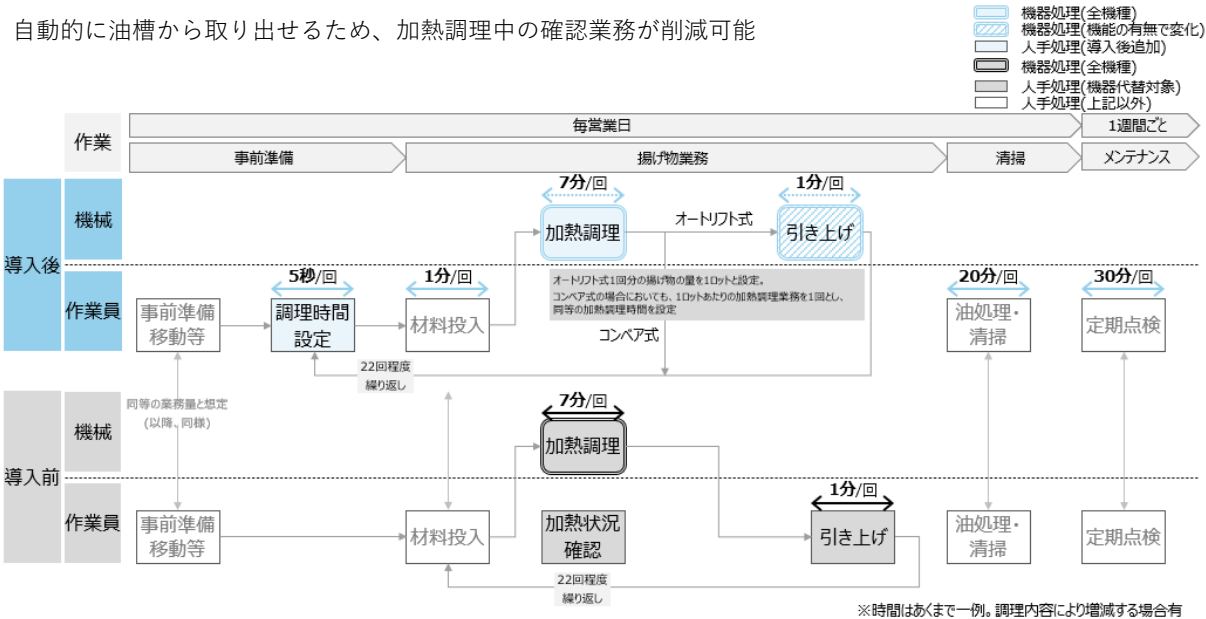 自動的に油槽から取り出せるため、加熱調理中の確認業務が削減可能
機器処理(全機種)
機器処理(機能の有無で変化)
人手処理(導入後追加)
機器処理(全機種)
人手処理(機器代替対象)
人手処理(上記以外)
作業
毎営業日
1週間ごと
事前準備
揚げ物業務
清掃
メンテナンス
導入後
機械
7分/回
加熱調理
オートリフト式
1分/回
引き上げ
オートリフト式1回分の揚げ物の量を1ロットと設定。
コンベア式の場合においても、1ロットあたりの加熱調理業務を1回とし、
同等の加熱調理時間を設定
コンベア式
作業員
事前準備
移動等
5秒/回
調理時間
設定
1分/回
材料投入
20分/回
油処理・
清掃
30分/回
定期点検
22回程度
繰り返し
同等の業務量と想定
(以降、同様)
導入前
機械
7分/回
加熱調理
作業員
事前準備
移動等
材料投入
加熱状況
確認
1分/回
引き上げ
油処理・
清掃
定期点検
22回程度
繰り返し
※時間はあくまで一例。調理内容により増減する場合有